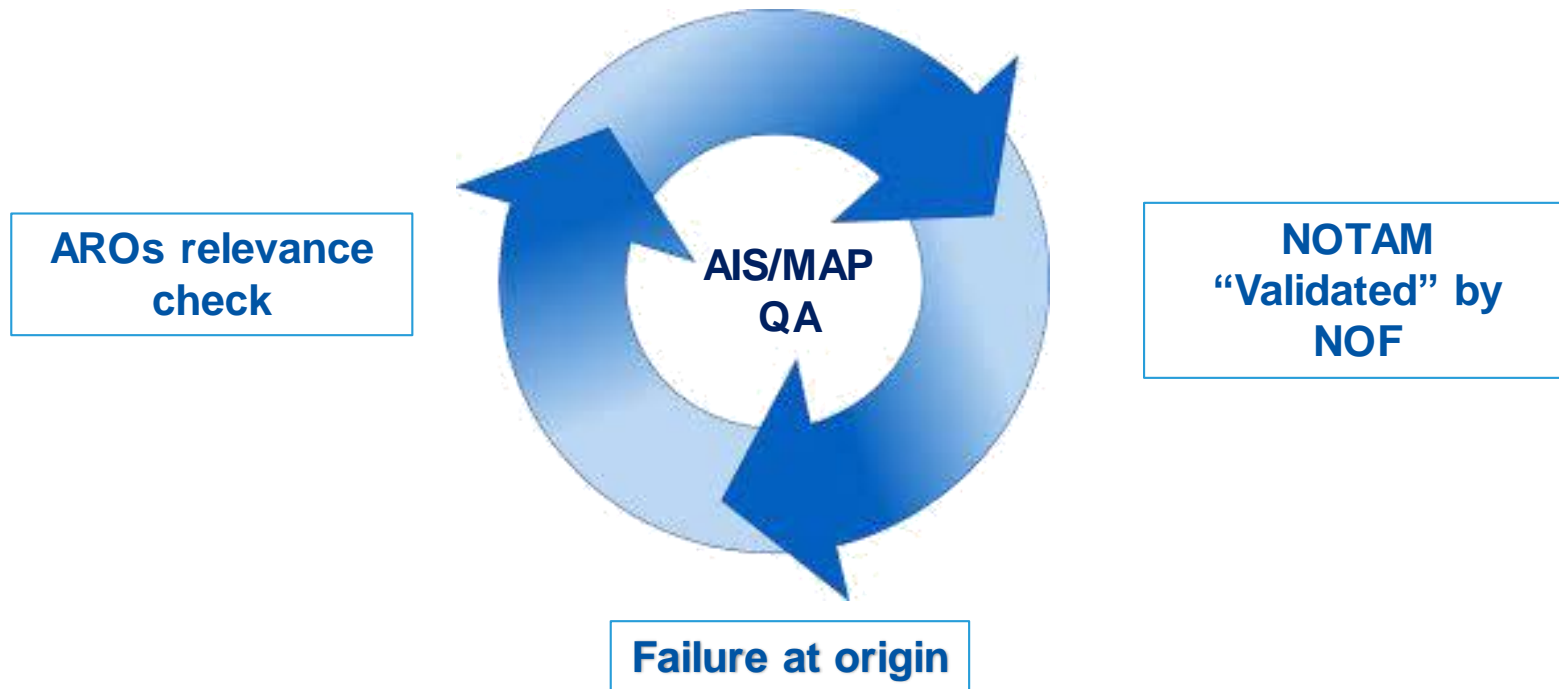 AROs relevance
check
AIS/MAP
QA
NOTAM
“Validated” by
NOF
Failure at origin